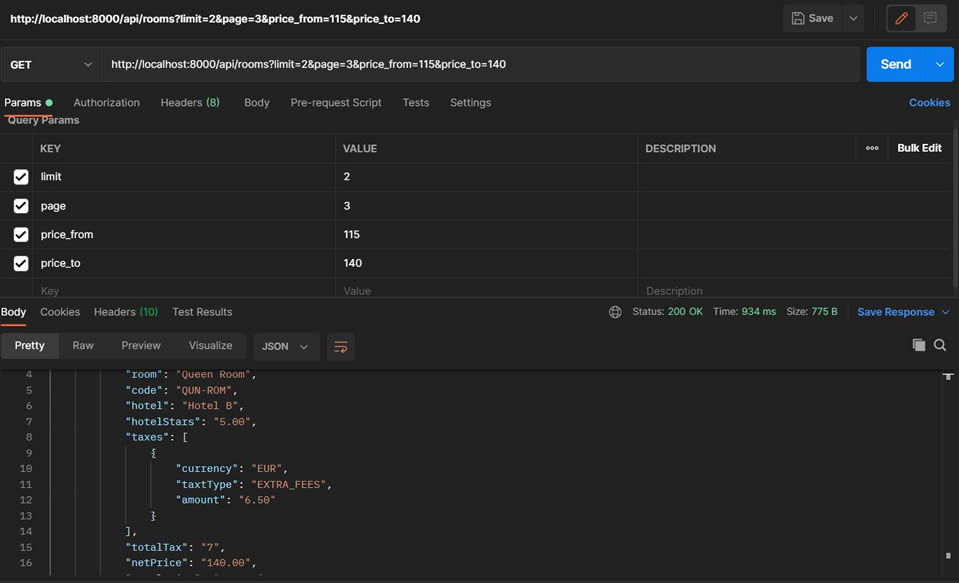 http://localhost:8000/api/rooms?limit=2&page=3&price_from=115&price_to=140 Save
GET http://localhost:8000/api/rooms?limit=2&page=3&price_from=115&price_to=140 Send
Params Authorization Headers (8) Body Pre-request Script Tests Settings Cookies
Query Params
KEY VALUE DESCRIPTION Bulk Edit
limit 2
page 3
price_from 115
price_to 140
Key Value Description
Body Cookies Headers (10) Test Results Status: 200 OK Time: 934 ms Size: 775 B Save Response
Pretty Raw Preview Visualize JSON
4 "room": "Queen Room",
5 "code": "QUN-ROM",
6 "hotel": "Hotel B",
7 "hotelStars": "5.00",
8 "taxes": [
9 {
10 "currency": "EUR",
11 "taxtType": "EXTRA_FEES",
12 "amount": "6.50"
13 }
14 ],
15 "totalTax": "7",
16 "netPrice": "140.00",